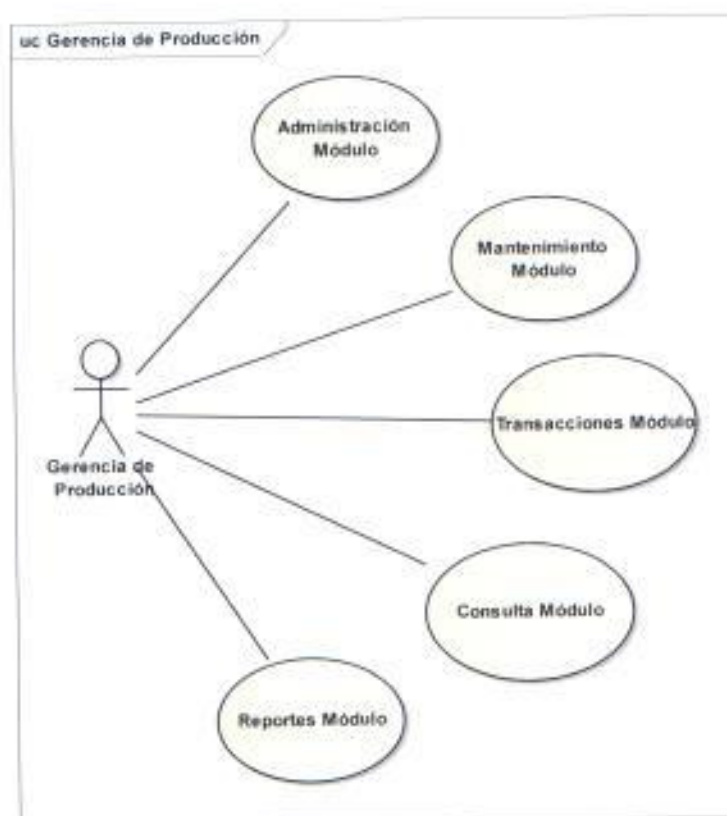 uc Gerencia de Producción
Administración
Módulo
Mantenimiento
Módulo
Transacciones Módulo
Gerencia de
Producción
Consulta Módulo
Reportes Módulo